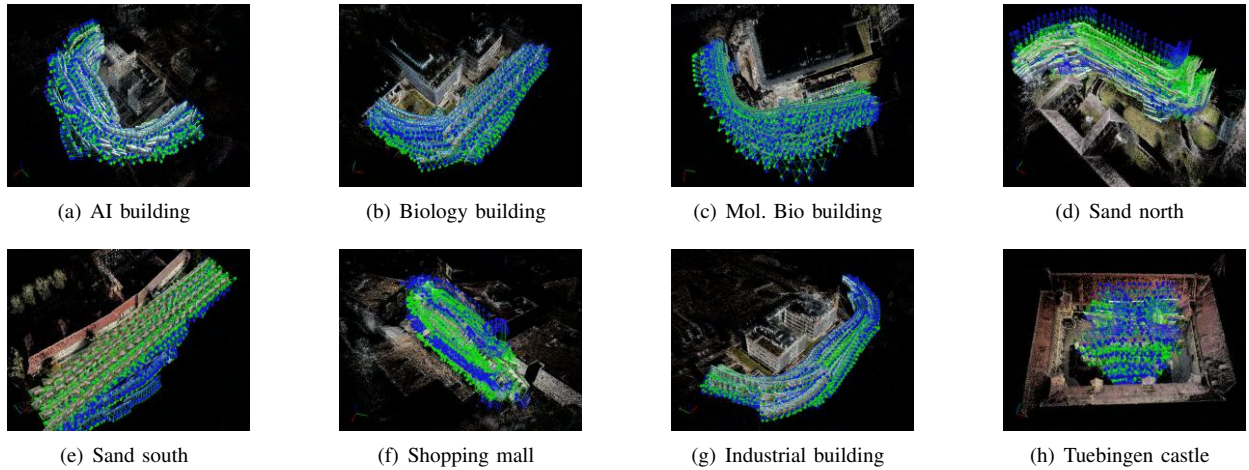 (a) AI building
(b) Biology building
(c) Mol. Bio building
(d) Sand north
(e) Sand south
(f) Shopping mall
(g) Industrial building
(h) Tuebingen castle